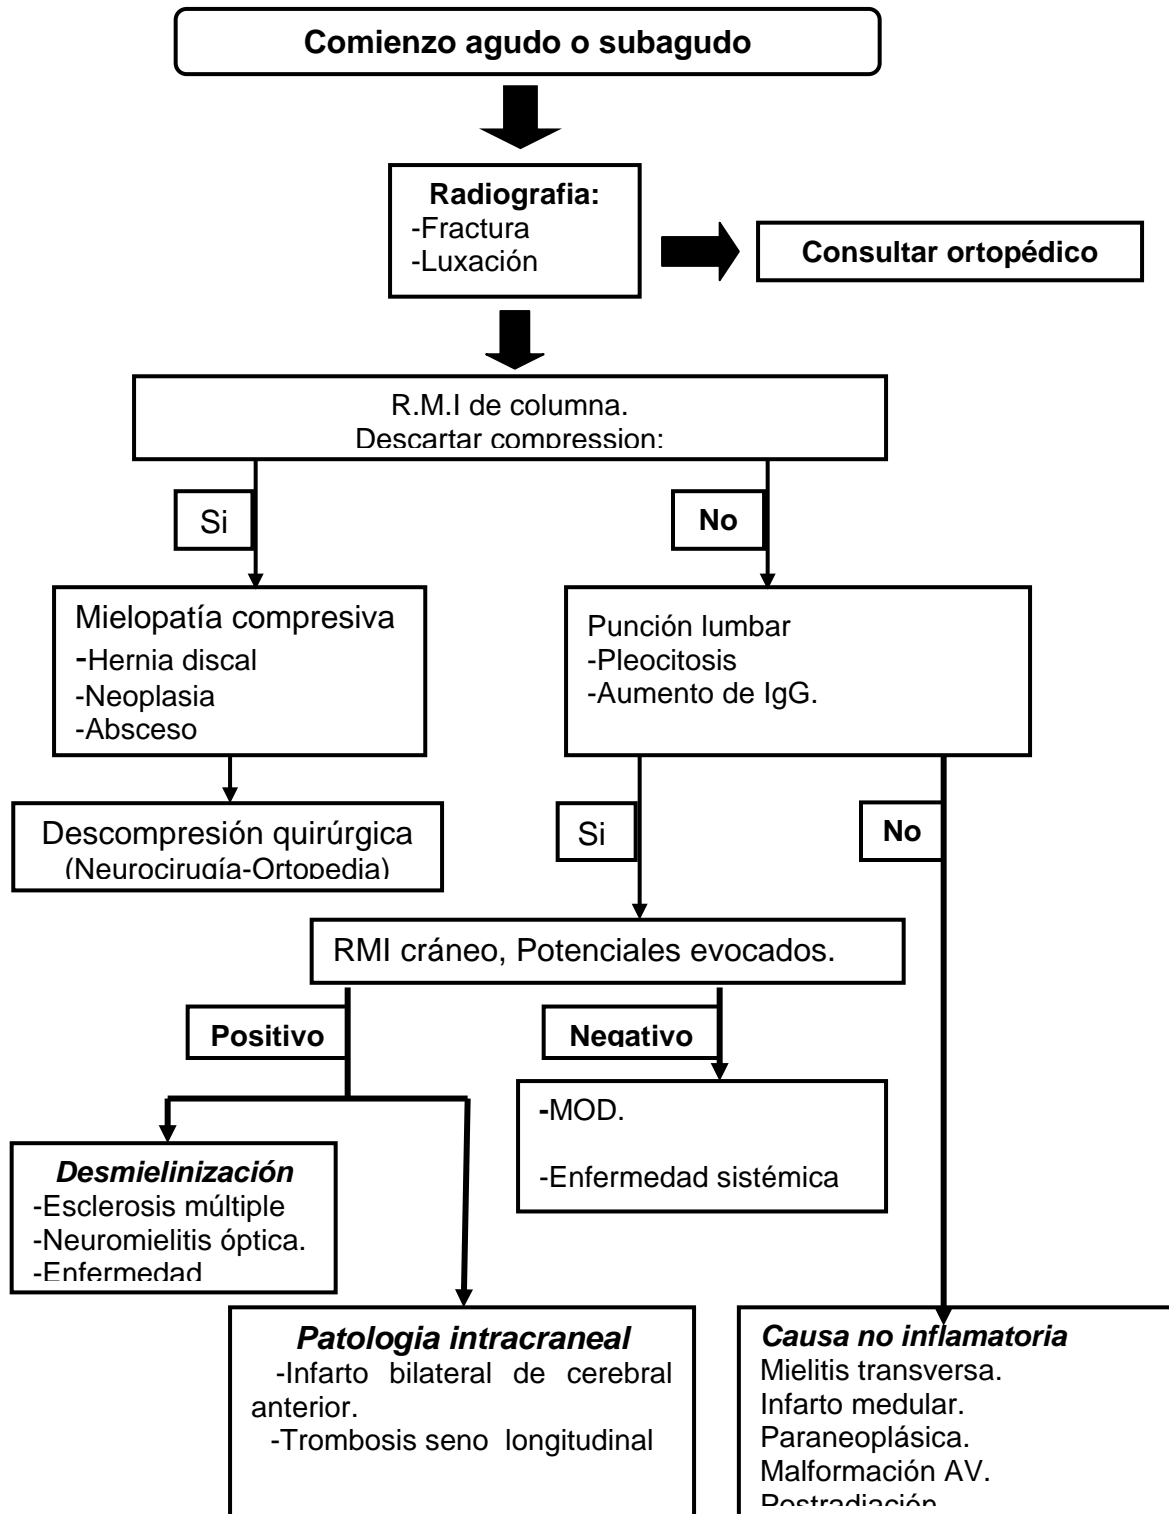 Comienzo agudo o subagudo
Radiografia:
-Fractura
-Luxación
Consultar ortopédico
R.M.I de columna.
Descartar compression:
Si
No
Mielopatía compresiva
-Hernia discal
-Neoplasia
-Absceso
Punción lumbar
-Pleocitosis
-Aumento de IgG.
Descompresión quirúrgica
(Neurocirugía-Ortopedia)
Si
No
RMI cráneo, Potenciales evocados.
Positivo
Negativo
-MOD.
-Enfermedad sistémica
Desmielinización
-Esclerosis múltiple
-Neuromielitis óptica.
-Enfermedad
Patologia intracraneal
-Infarto bilateral de cerebral
anterior.
-Trombosis seno longitudinal
Causa no inflamatoria
Mielitis transversa.
Infarto medular.
Paraneoplásica.
Malformación AV.
Postradiación